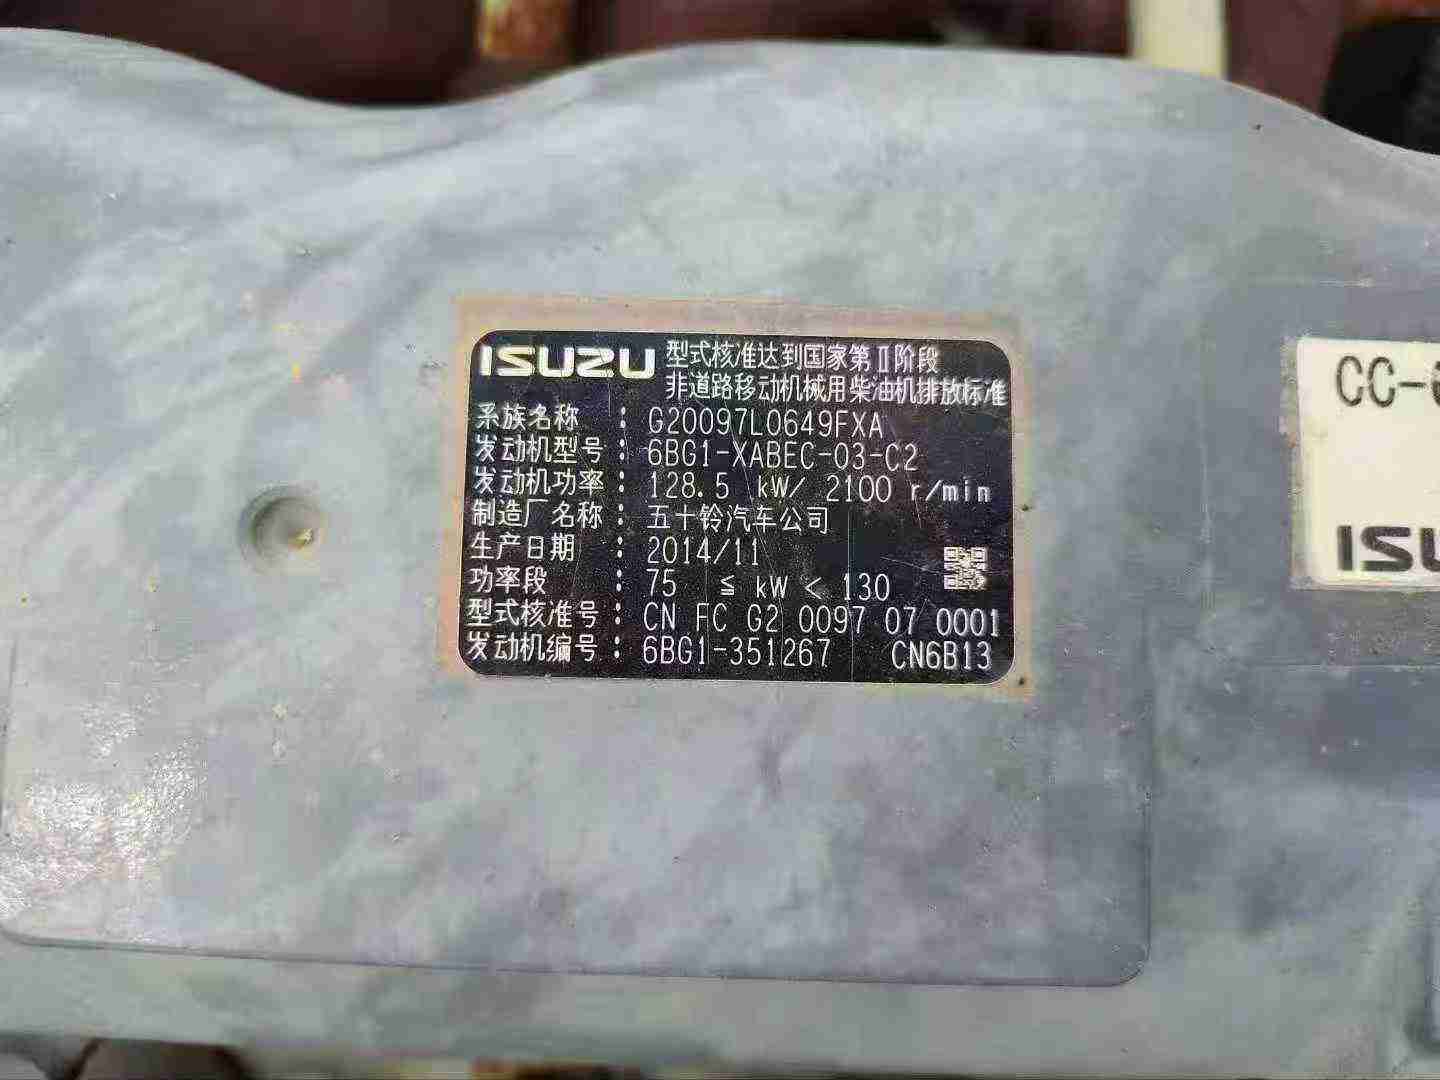 ISUZU 型式核准达到国家第Ⅱ阶段
非道路移动机械用柴油机排放标准
系族名称 : G20097L0649FXA
发动机型号 : 6BG1-XABEC-03-C2
发动机功率 : 128.5 kW/ 2100 r/min
制造厂名称 : 五十铃汽车公司
生产日期 : 2014/11
功率段 : 75 ≦ kW < 130
型式核准号 : CN FC G2 0097 07 0001
发动机编号 : 6BG1-351267 CN6B13
CC-